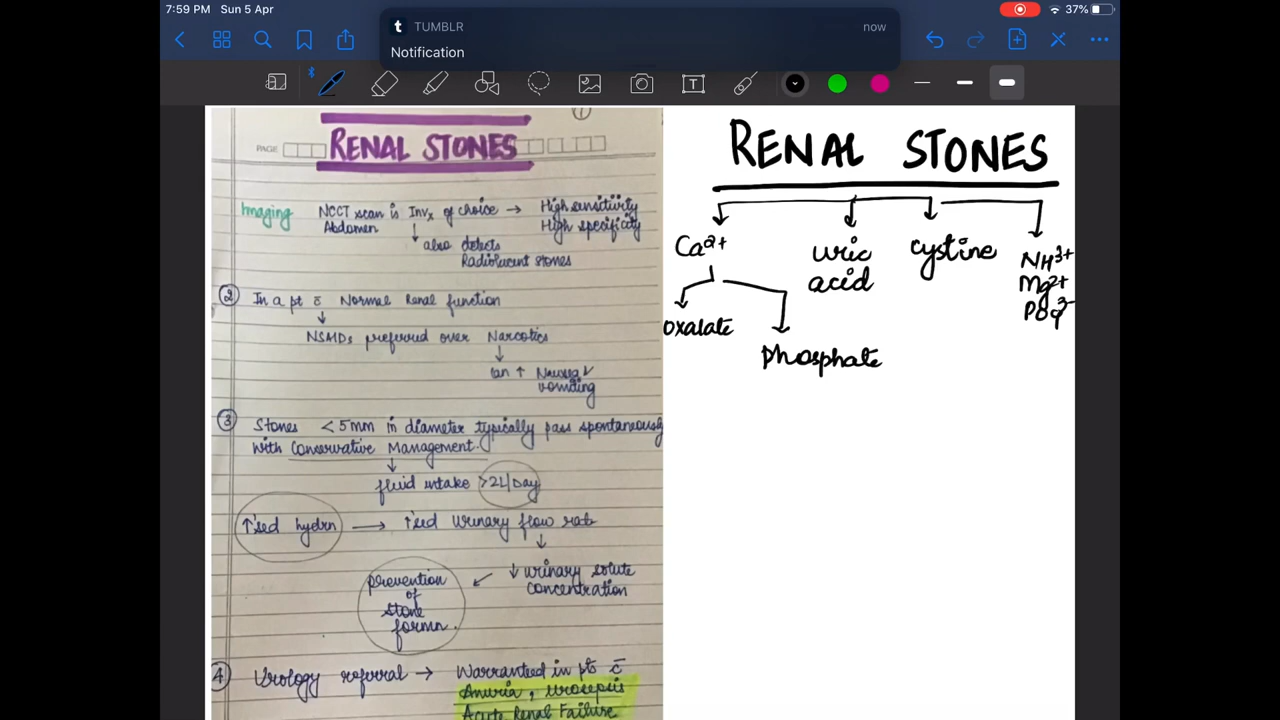 7:59 PM Sun 5 Apr
37%
TUMBLR
now
Notification
T
1
PAGE
RENAL STONES
Imaging NCCT scan is Invx of choice → High sensitivity
Abdomen High specificity
↓ also detects
Radiolucent stones
② In a pt c̄ Normal Renal function
↓
NSAIDs preferred over Narcotics
↓
can ↑ Nausea &
vomiting
③ Stones < 5mm in diameter typically pass spontaneously
with Conservative Management.
↓
fluid intake >2L/Day
↑'sed hydrn → ↑'sed urinary flow rate
↓
↓ urinary solute
concentration
↙
prevention
of
stone
formn.
④ Urology referral → Warranted in pts c̄
Anuria, urosepsis
Acute Renal Failure
RENAL STONES
Ca2+
uric
acid
cystine
NH3+
Mg2+
PO43-
oxalate
phosphate